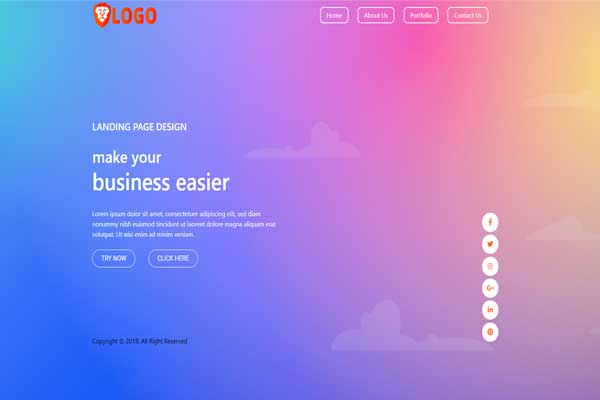 LOGO
Home
About Us
Portfolio
Contact Us
LANDING PAGE DESIGN
make your
business easier
Lorem ipsum dolor sit amet, consectetuer adipiscing elit, sed diam
nonummy nibh euismod tincidunt ut laoreet dolore magna aliquam erat
volutpat. Ut wisi enim ad minim veniam.
TRY NOW
CLICK HERE
Copyright © 2019. All Right Reserved